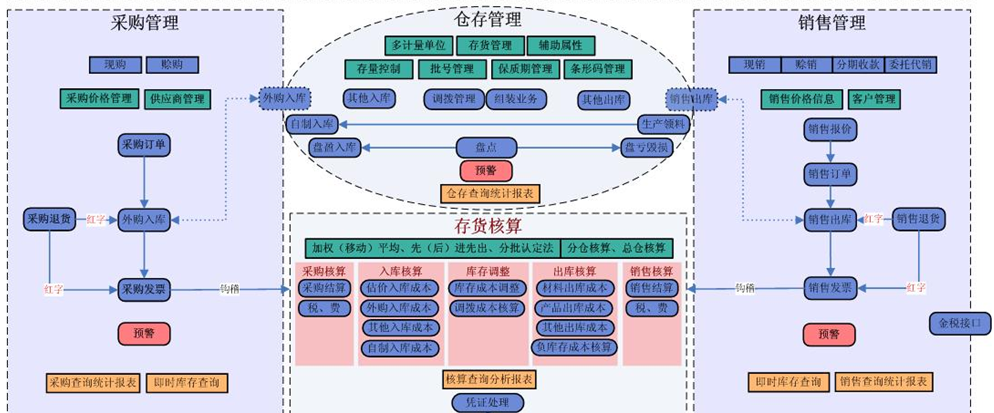 采购管理
现购
赊购
采购价格管理
供应商管理
采购订单
采购退货
红字
外购入库
红字
采购发票
钩稽
预警
采购查询统计报表
即时库存查询
仓存管理
多计量单位
存货管理
辅助属性
存量控制
批号管理
保质期管理
条形码管理
外购入库
其他入库
调拨管理
组装业务
其他出库
销售出库
自制入库
生产领料
盘盈入库
盘点
盘亏毁损
预警
仓存查询统计报表
存货核算
加权（移动）平均、先（后）进先出、分批认定法
分仓核算、总仓核算
采购核算
采购结算
税、费
入库核算
估价入库成本
外购入库成本
其他入库成本
自制入库成本
库存调整
库存成本调整
调拨成本核算
出库核算
材料出库成本
产品出库成本
其他出库成本
负库存成本核算
销售核算
销售结算
税、费
核算查询分析报表
凭证处理
销售管理
现销
赊销
分期收款
委托代销
销售价格信息
客户管理
销售报价
销售订单
销售出库
红字
销售退货
钩稽
销售发票
红字
预警
金税接口
即时库存查询
销售查询统计报表